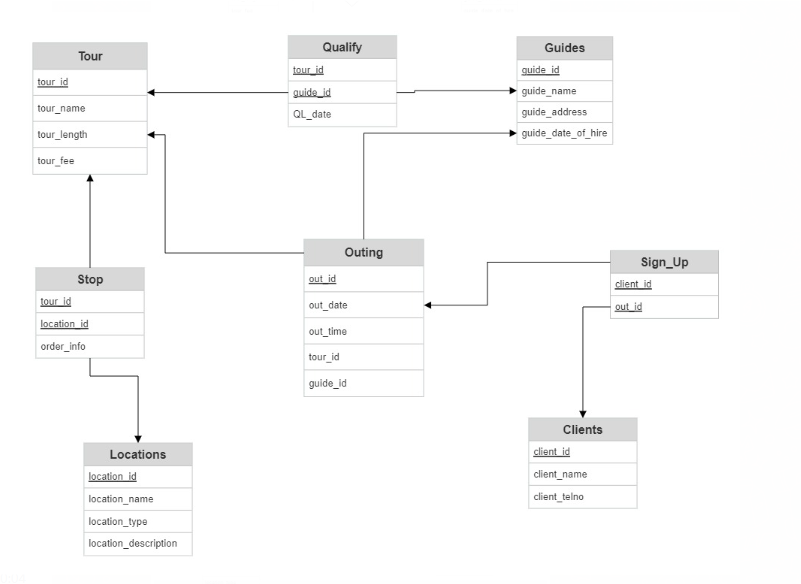 Tour
tour_id
tour_name
tour_length
tour_fee
Qualify
tour_id
guide_id
QL_date
Guides
guide_id
guide_name
guide_address
guide_date_of_hire
Stop
tour_id
location_id
order_info
Outing
out_id
out_date
out_time
tour_id
guide_id
Sign_Up
client_id
out_id
Locations
location_id
location_name
location_type
location_description
Clients
client_id
client_name
client_telno